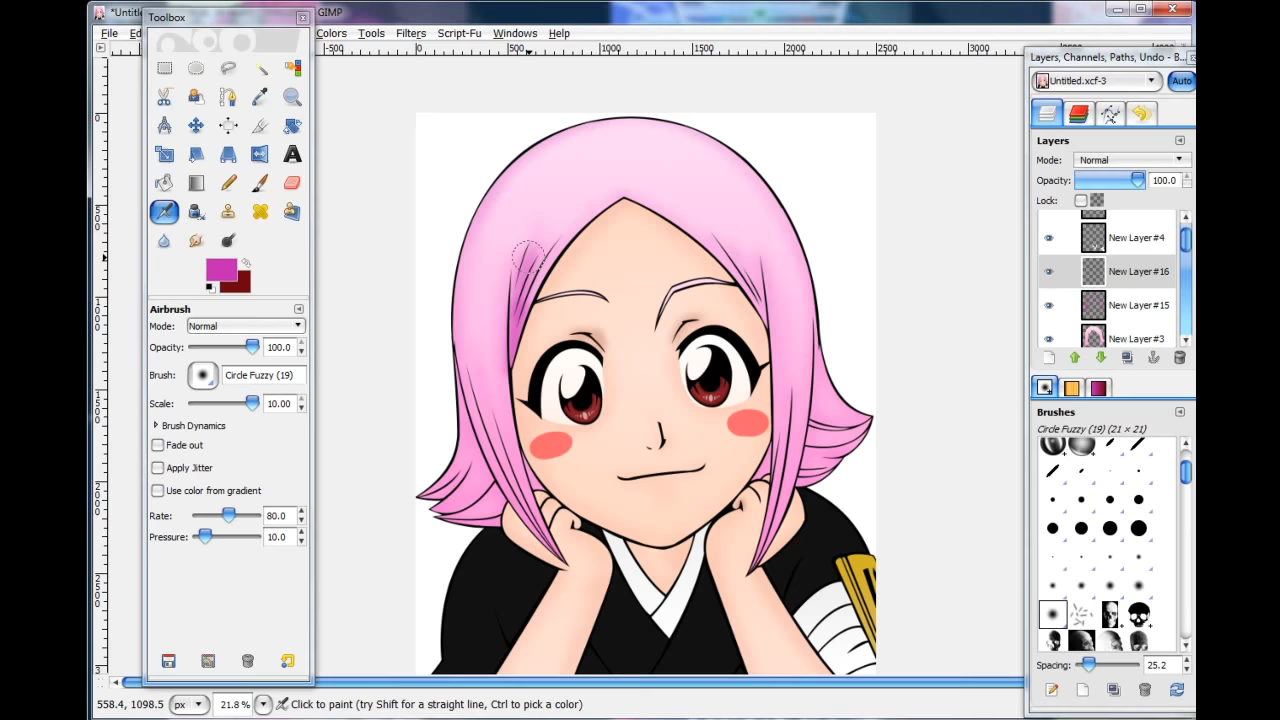 *Untitl
GIMP
Toolbox
File
Ed
Colors
Tools
Filters
Script-Fu
Windows
Help
-500
0
500
1000
1500
2000
2500
3000
Layers, Channels, Paths, Undo - B...
Untitled.xcf-3
Auto
Layers
Mode:
Normal
Opacity:
100.0
Lock:
New Layer#4
New Layer#16
New Layer#15
New Layer#3
Airbrush
Mode:
Normal
Opacity:
100.0
Brush:
Circle Fuzzy (19)
Scale:
10.00
Brush Dynamics
Fade out
Apply Jitter
Use color from gradient
Rate:
80.0
Pressure:
10.0
Brushes
Circle Fuzzy (19) (21 × 21)
Spacing:
25.2
558.4, 1098.5
px
21.8 %
Click to paint (try Shift for a straight line, Ctrl to pick a color)